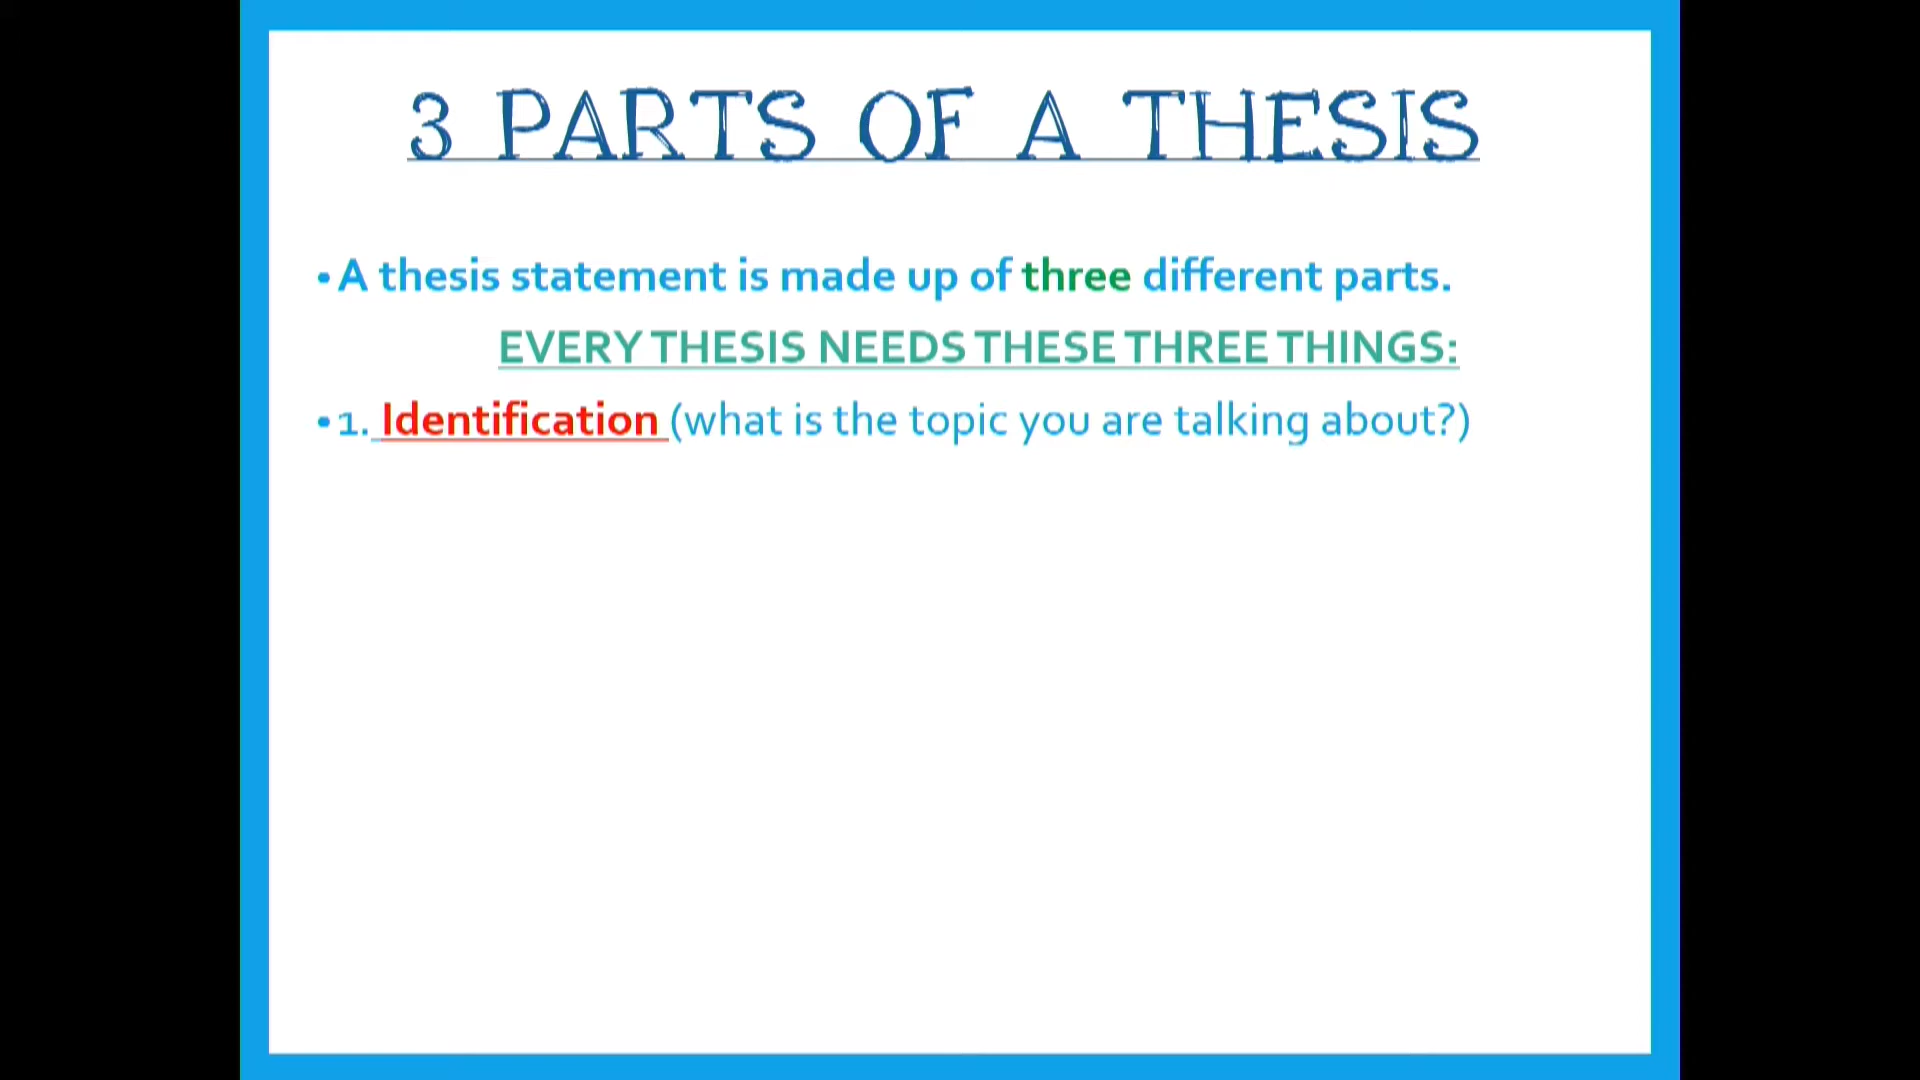 3 PARTS OF A THESIS
• A thesis statement is made up of three different parts.
EVERY THESIS NEEDS THESE THREE THINGS:
• 1. Identification (what is the topic you are talking about?)